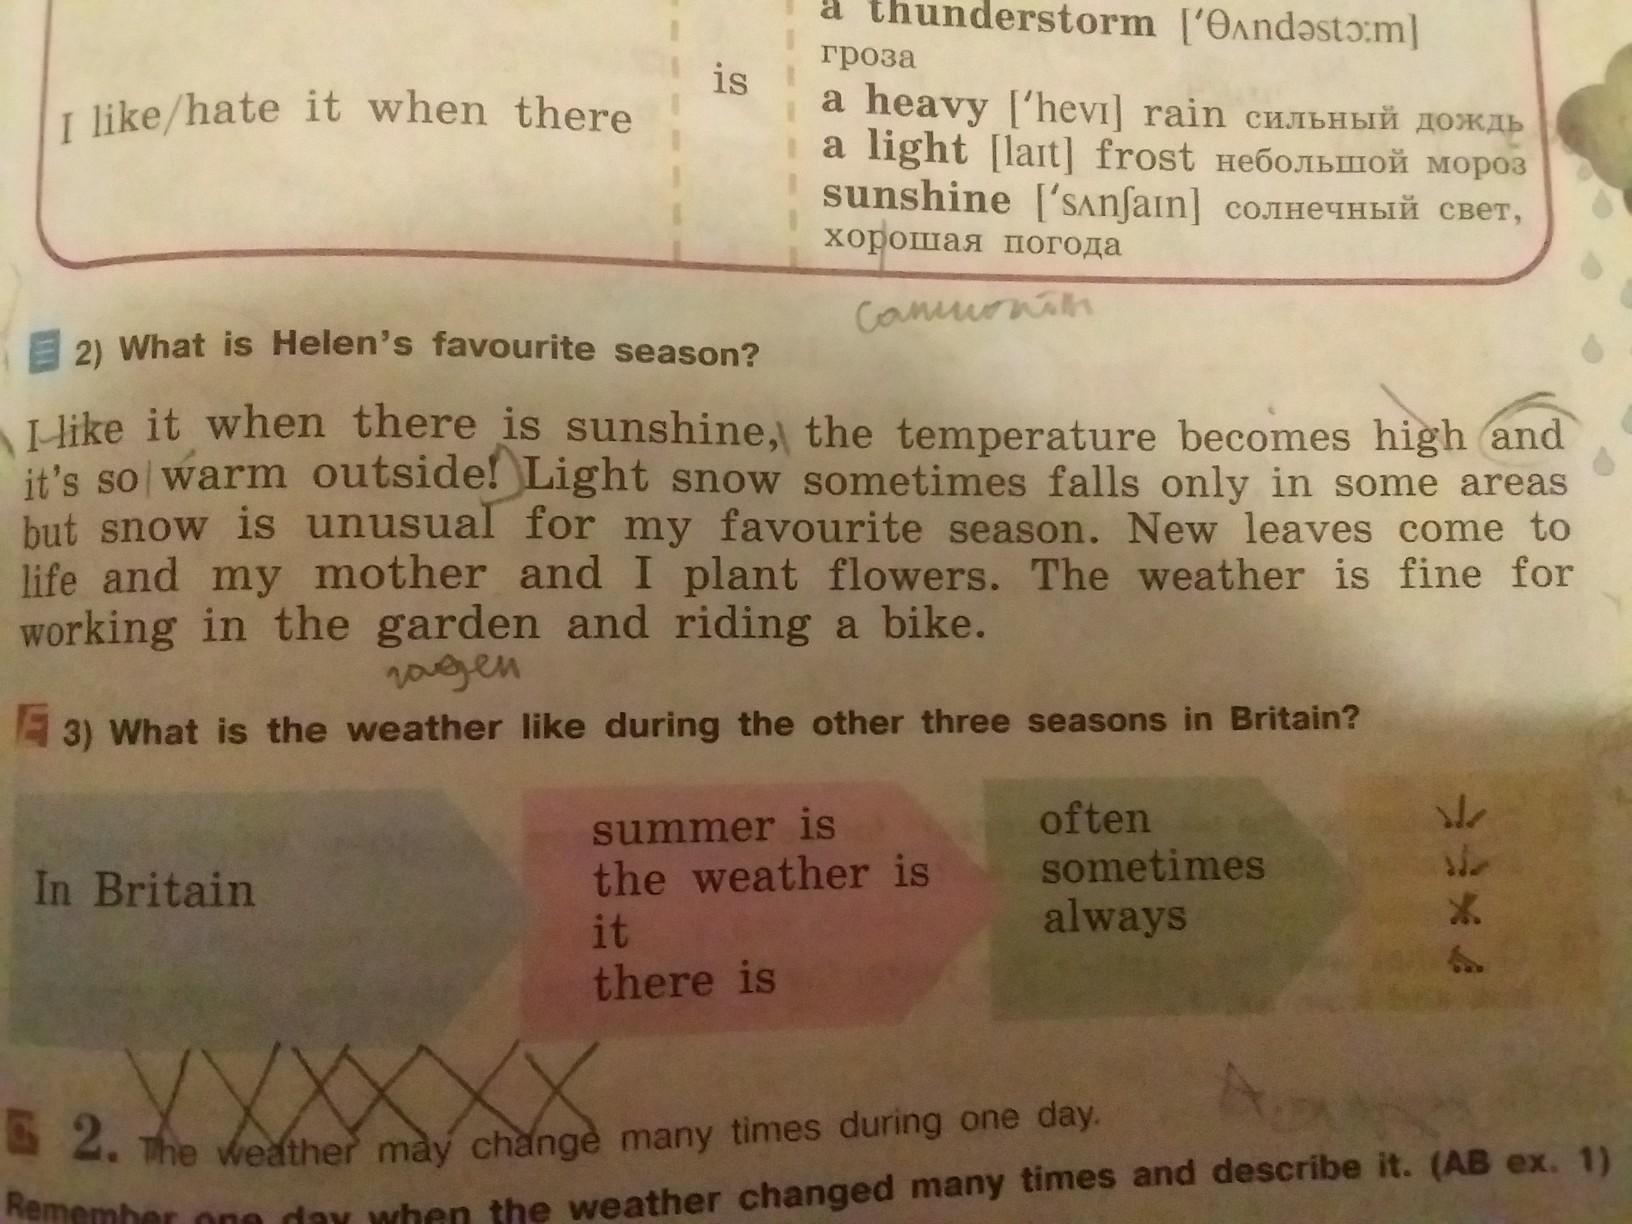 a thunderstorm [ˈθʌndəstɔːm]
гроза
I like/hate it when there
is
a heavy [ˈhevɪ] rain сильный дождь
a light [laɪt] frost небольшой мороз
sunshine [ˈsʌnʃaɪn] солнечный свет,
хорошая погода
2) What is Helen's favourite season?
I like it when there is sunshine, the temperature becomes high and
it's so warm outside! Light snow sometimes falls only in some areas
but snow is unusual for my favourite season. New leaves come to
life and my mother and I plant flowers. The weather is fine for
working in the garden and riding a bike.
3) What is the weather like during the other three seasons in Britain?
In Britain
summer is
the weather is
it
there is
often
sometimes
always
2. The weather may change many times during one day.
Remember one day when the weather changed many times and describe it. (AB ex. 1)